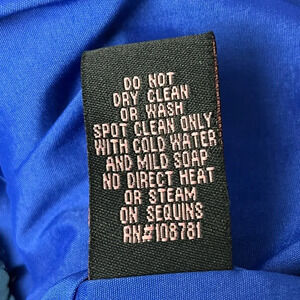 DO NOT
DRY CLEAN
OR WASH
SPOT CLEAN ONLY
WITH COLD WATER
AND MILD SOAP
NO DIRECT HEAT
OR STEAM
ON SEQUINS
RN#108781